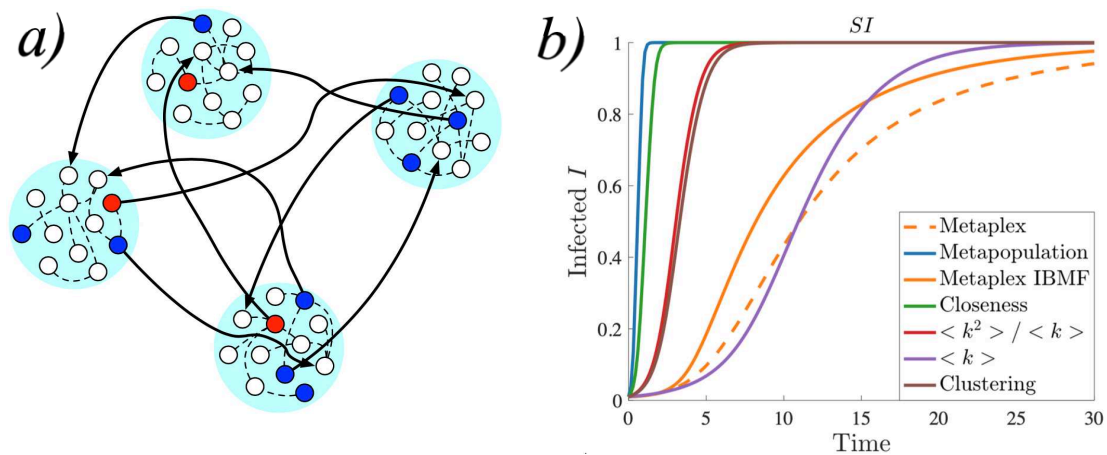 a)
b)
SI
Infected I
1
0.8
0.6
0.4
0.2
0
0
5
10
15
20
25
30
Time
Metaplex
Metapopulation
Metaplex IBMF
Closeness
< k² > / < k >
< k >
Clustering